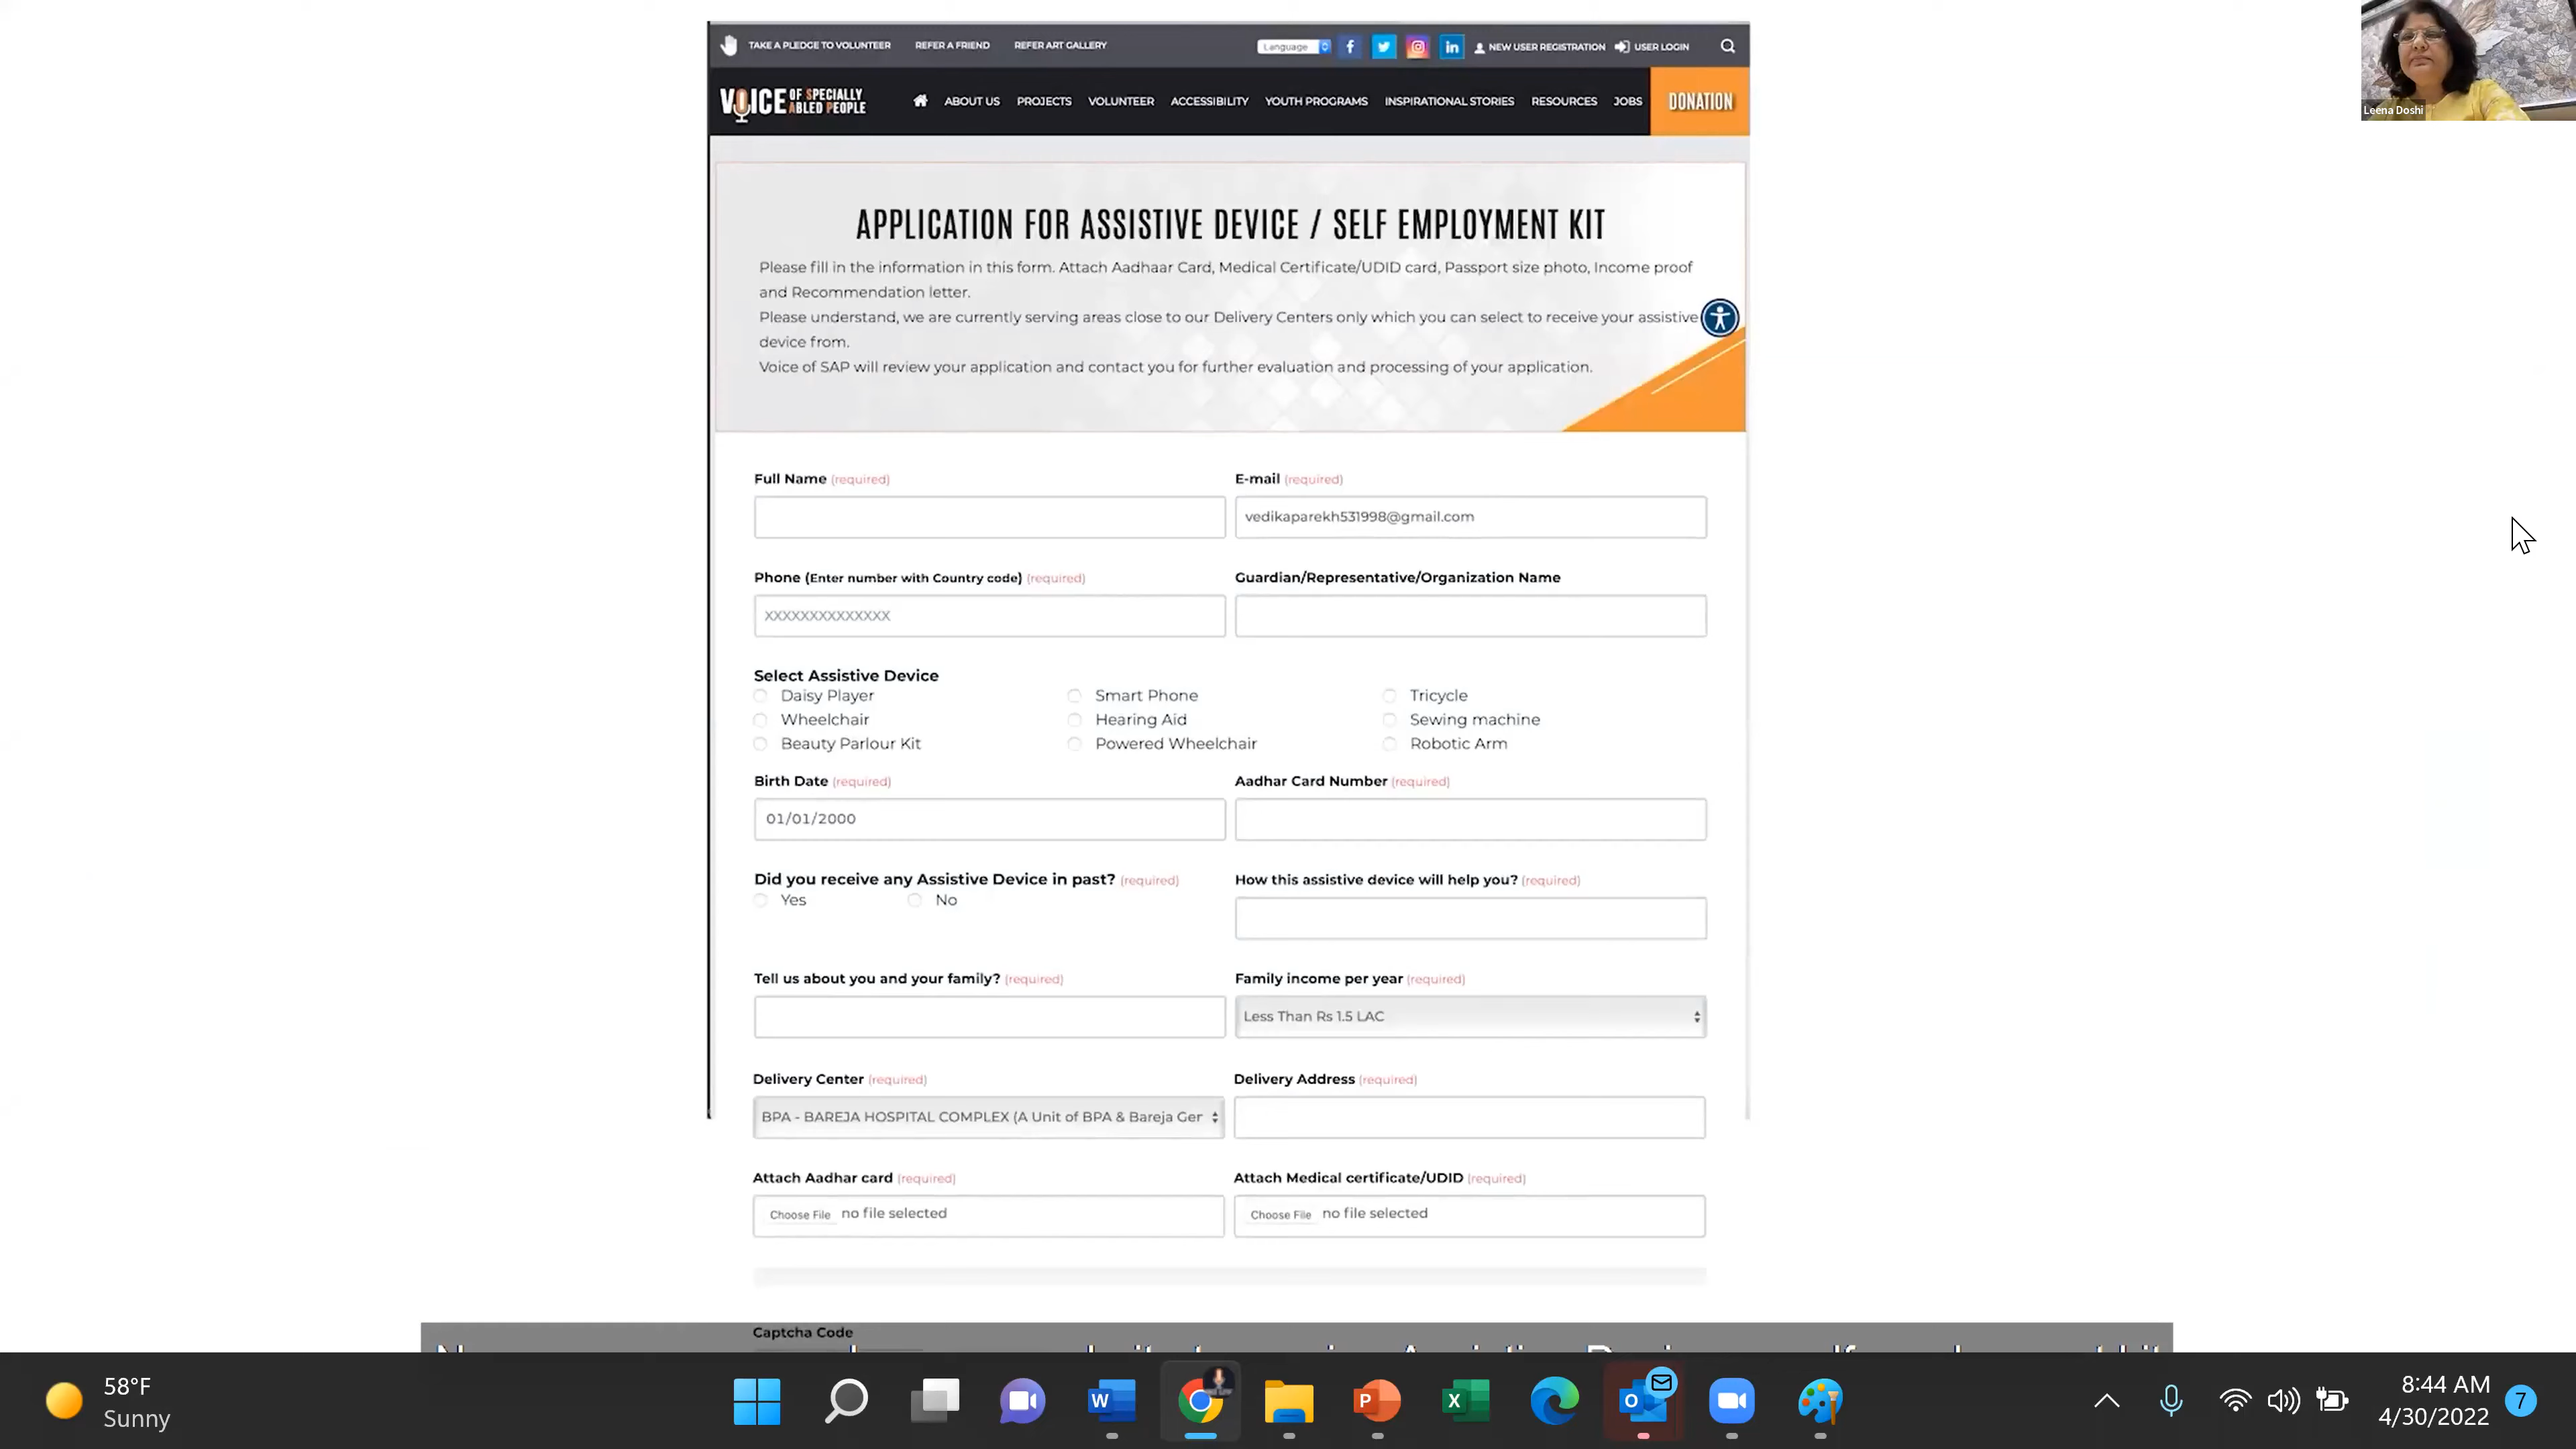 TAKE A PLEDGE TO VOLUNTEER REFER A FRIEND REFER ART GALLERY Language NEW USER REGISTRATION USER LOGIN
VOICE OF SPECIALLY ABLED PEOPLE ABOUT US PROJECTS VOLUNTEER ACCESSIBILITY YOUTH PROGRAMS INSPIRATIONAL STORIES RESOURCES JOBS DONATION
Leena Doshi
APPLICATION FOR ASSISTIVE DEVICE / SELF EMPLOYMENT KIT
Please fill in the information in this form. Attach Aadhaar Card, Medical Certificate/UDID card, Passport size photo, Income proof
and Recommendation letter.
Please understand, we are currently serving areas close to our Delivery Centers only which you can select to receive your assistive
device from.
Voice of SAP will review your application and contact you for further evaluation and processing of your application.
Full Name (required) E-mail (required)
vedikaparekh531998@gmail.com
Phone (Enter number with Country code) (required) Guardian/Representative/Organization Name
XXXXXXXXXXXXXX
Select Assistive Device
Daisy Player Smart Phone Tricycle
Wheelchair Hearing Aid Sewing machine
Beauty Parlour Kit Powered Wheelchair Robotic Arm
Birth Date (required) Aadhar Card Number (required)
01/01/2000
Did you receive any Assistive Device in past? (required) How this assistive device will help you? (required)
Yes No
Tell us about you and your family? (required) Family income per year (required)
Less Than Rs 1.5 LAC
Delivery Center (required) Delivery Address (required)
BPA - BAREJA HOSPITAL COMPLEX (A Unit of BPA & Bareja Ger
Attach Aadhar card (required) Attach Medical certificate/UDID (required)
Choose File no file selected Choose File no file selected
Captcha Code
58°F
Sunny
8:44 AM
4/30/2022
7